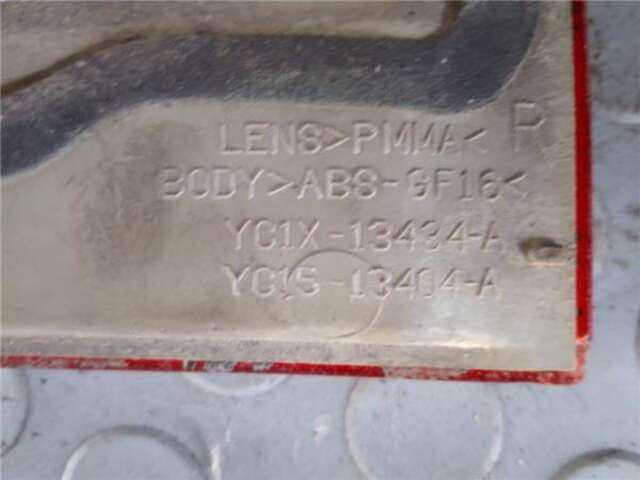 LENS>PMMA< R
BODY>ABS-GF16<
YC1X-13434-A
YC15-13404-A